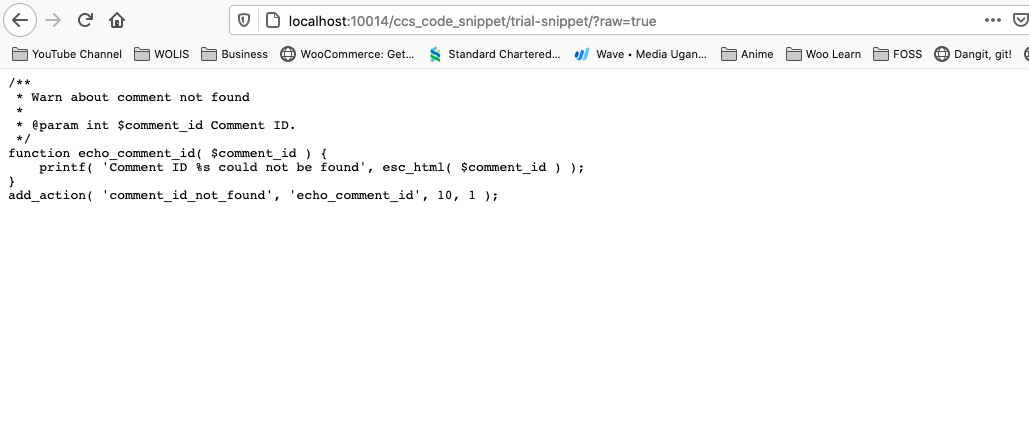 localhost:10014/ccs_code_snippet/trial-snippet/?raw=true
YouTube Channel WOLIS Business WooCommerce: Get... Standard Chartered... Wave • Media Ugan... Anime Woo Learn FOSS Dangit, git!
/**
 * Warn about comment not found
 *
 * @param int $comment_id Comment ID.
 */
function echo_comment_id( $comment_id ) {
    printf( 'Comment ID %s could not be found', esc_html( $comment_id ) );
}
add_action( 'comment_id_not_found', 'echo_comment_id', 10, 1 );